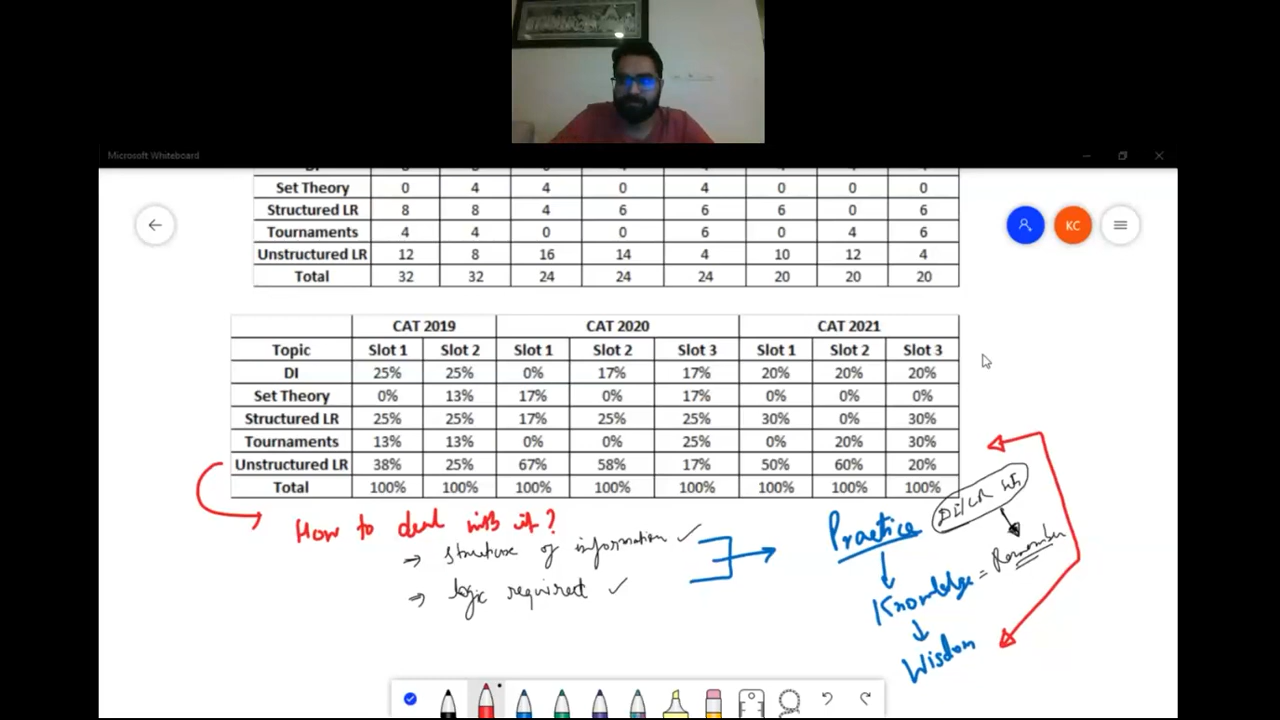 Microsoft Whiteboard
Set Theory 0 4 4 0 4 0 0 0
Structured LR 8 8 4 6 6 6 0 6
Tournaments 4 4 0 0 6 0 4 6
Unstructured LR 12 8 16 14 4 10 12 4
Total 32 32 24 24 24 20 20 20
KC
CAT 2019 CAT 2020 CAT 2021
Topic Slot 1 Slot 2 Slot 1 Slot 2 Slot 3 Slot 1 Slot 2 Slot 3
DI 25% 25% 0% 17% 17% 20% 20% 20%
Set Theory 0% 13% 17% 0% 17% 0% 0% 0%
Structured LR 25% 25% 17% 25% 25% 30% 0% 30%
Tournaments 13% 13% 0% 0% 25% 0% 20% 30%
Unstructured LR 38% 25% 67% 58% 17% 50% 60% 20%
Total 100% 100% 100% 100% 100% 100% 100% 100%
How to deal with it?
⇒ structure of information ✓
⇒ logic required ✓
Practice
DI/LR
Knowledge = Remember
Wisdom